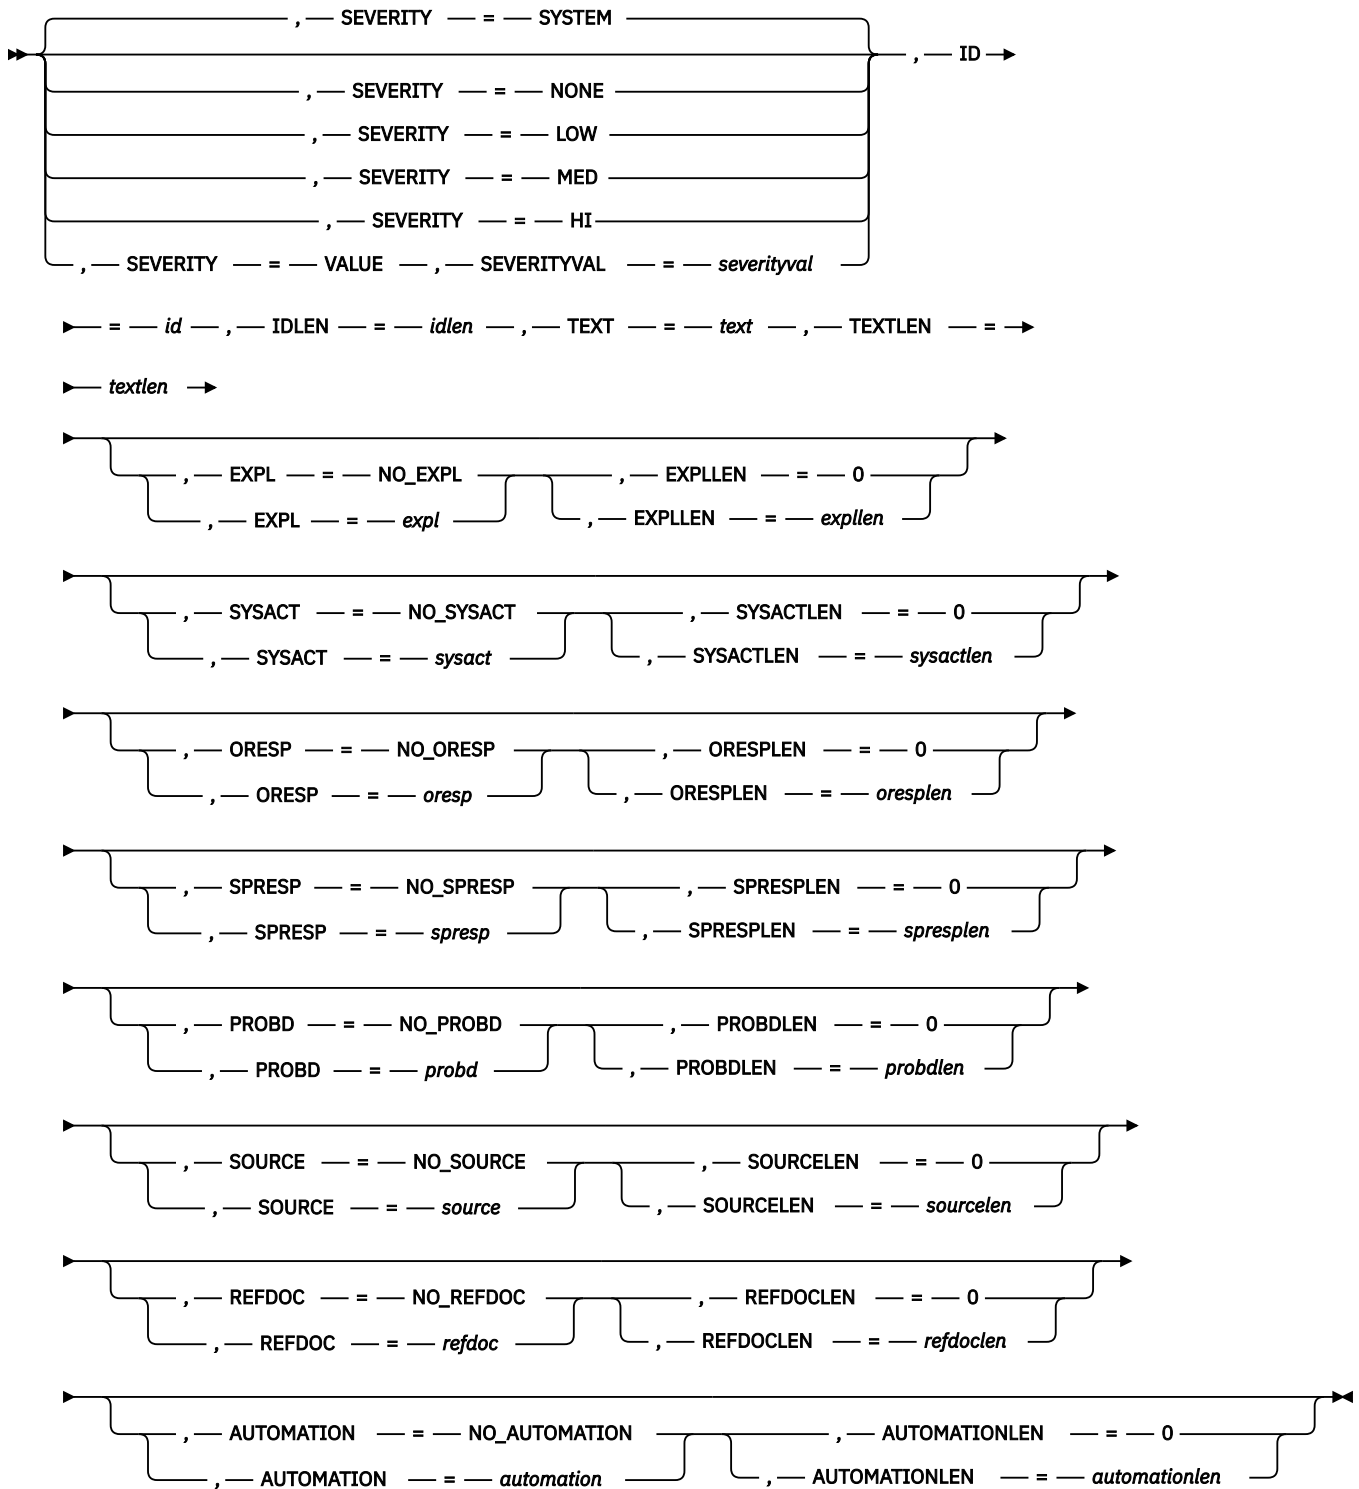 , SEVERITY = SYSTEM
, ID
, SEVERITY = NONE
, SEVERITY = LOW
, SEVERITY = MED
, SEVERITY = HI
, SEVERITY = VALUE , SEVERITYVAL = severityval
= id , IDLEN = idlen , TEXT = text , TEXTLEN =
textlen
, EXPL = NO_EXPL , EXPLLEN = 0
, EXPL = expl , EXPLLEN = expllen
, SYSACT = NO_SYSACT , SYSACTLEN = 0
, SYSACT = sysact , SYSACTLEN = sysactlen
, ORESP = NO_ORESP , ORESPLEN = 0
, ORESP = oresp , ORESPLEN = oresplen
, SPRESP = NO_SPRESP , SPRESPLEN = 0
, SPRESP = spresp , SPRESPLEN = spresplen
, PROBD = NO_PROBD , PROBDLEN = 0
, PROBD = probd , PROBDLEN = probdlen
, SOURCE = NO_SOURCE , SOURCELEN = 0
, SOURCE = source , SOURCELEN = sourcelen
, REFDOC = NO_REFDOC , REFDOCLEN = 0
, REFDOC = refdoc , REFDOCLEN = refdoclen
, AUTOMATION = NO_AUTOMATION , AUTOMATIONLEN = 0
, AUTOMATION = automation , AUTOMATIONLEN = automationlen